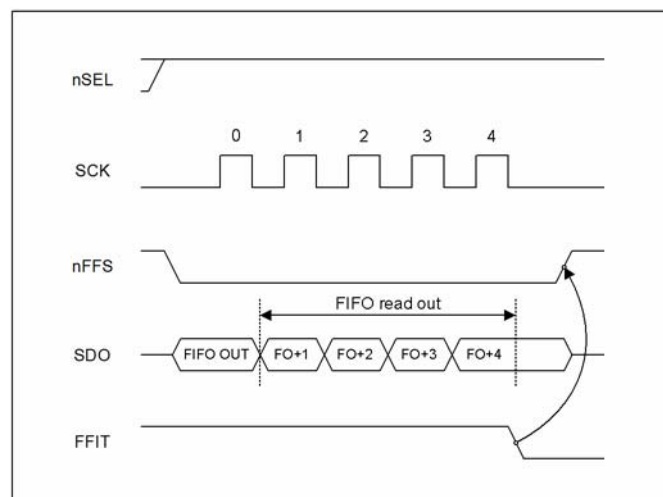 nSEL
0 1 2 3 4
SCK
nFFS
FIFO read out
SDO FIFO OUT FO+1 FO+2 FO+3 FO+4
FFIT